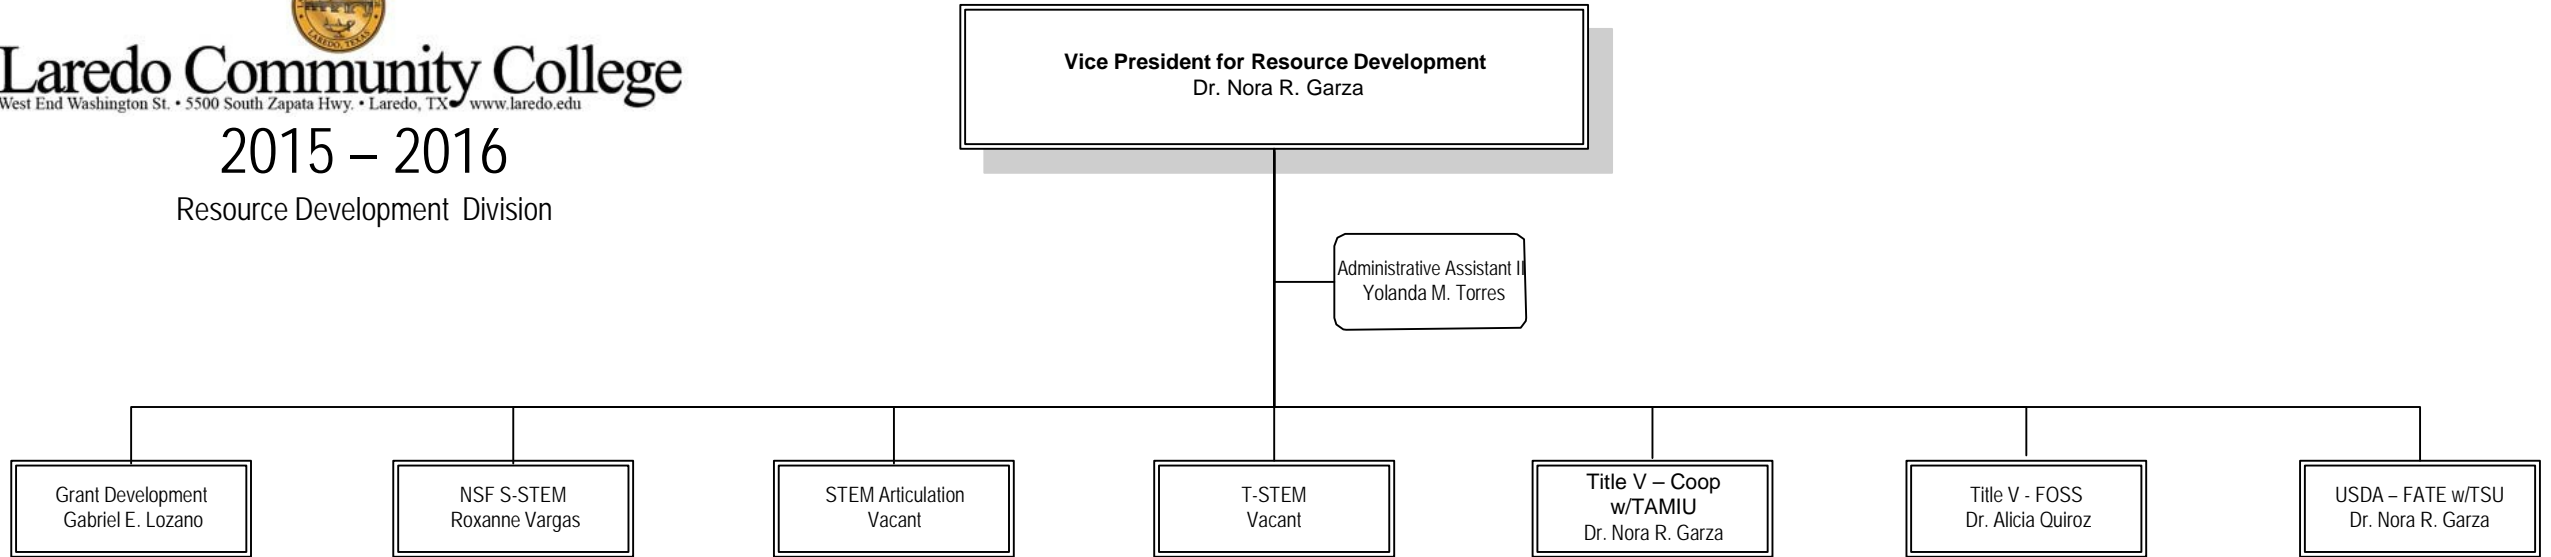 LAREDO, TEXAS
Laredo Community College
West End Washington St. • 5500 South Zapata Hwy. • Laredo, TX • www.laredo.edu
2015 – 2016
Resource Development Division
Vice President for Resource Development
Dr. Nora R. Garza
Administrative Assistant II
Yolanda M. Torres
Grant Development
Gabriel E. Lozano
NSF S-STEM
Roxanne Vargas
STEM Articulation
Vacant
T-STEM
Vacant
Title V – Coop
w/TAMIU
Dr. Nora R. Garza
Title V - FOSS
Dr. Alicia Quiroz
USDA – FATE w/TSU
Dr. Nora R. Garza